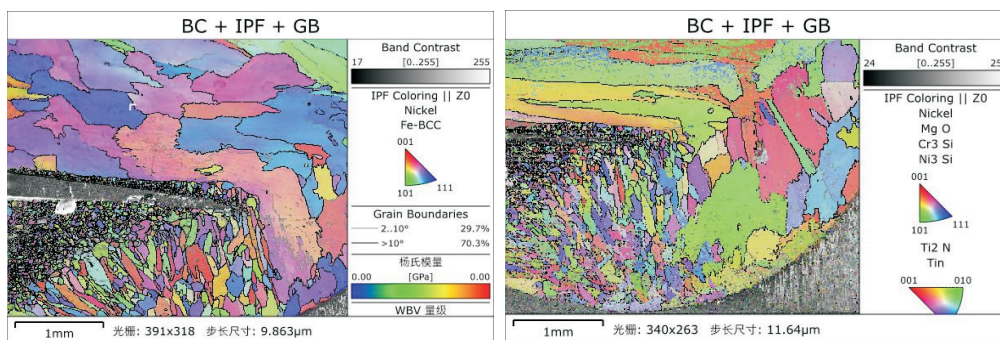 BC + IPF + GB
Band Contrast
17 [0..255] 255
IPF Coloring || Z0
Nickel
Fe-BCC
001
101 111
Grain Boundaries
2..10° 29.7%
>10° 70.3%
杨氏模量
0.00 [GPa] 0.00
WBV 量级
1mm 光栅: 391x318 步长尺寸: 9.863μm
BC + IPF + GB
Band Contrast
24 [0..255] 25
IPF Coloring || Z0
Nickel
Mg O
Cr3 Si
Ni3 Si
001
111
101
Ti2 N
Tin
001 010
1mm 光栅: 340x263 步长尺寸: 11.64μm